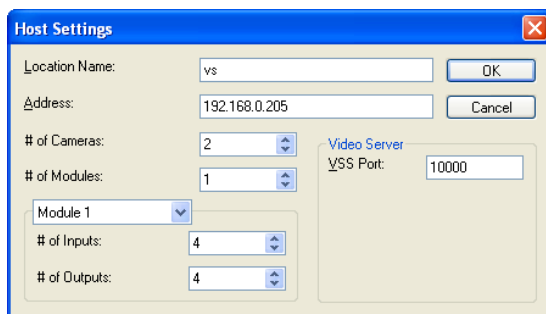 Host Settings
Location Name: vs OK
Address: 192.168.0.205 Cancel
# of Cameras: 2 Video Server
VSS Port: 10000
# of Modules: 1
Module 1
# of Inputs: 4
# of Outputs: 4